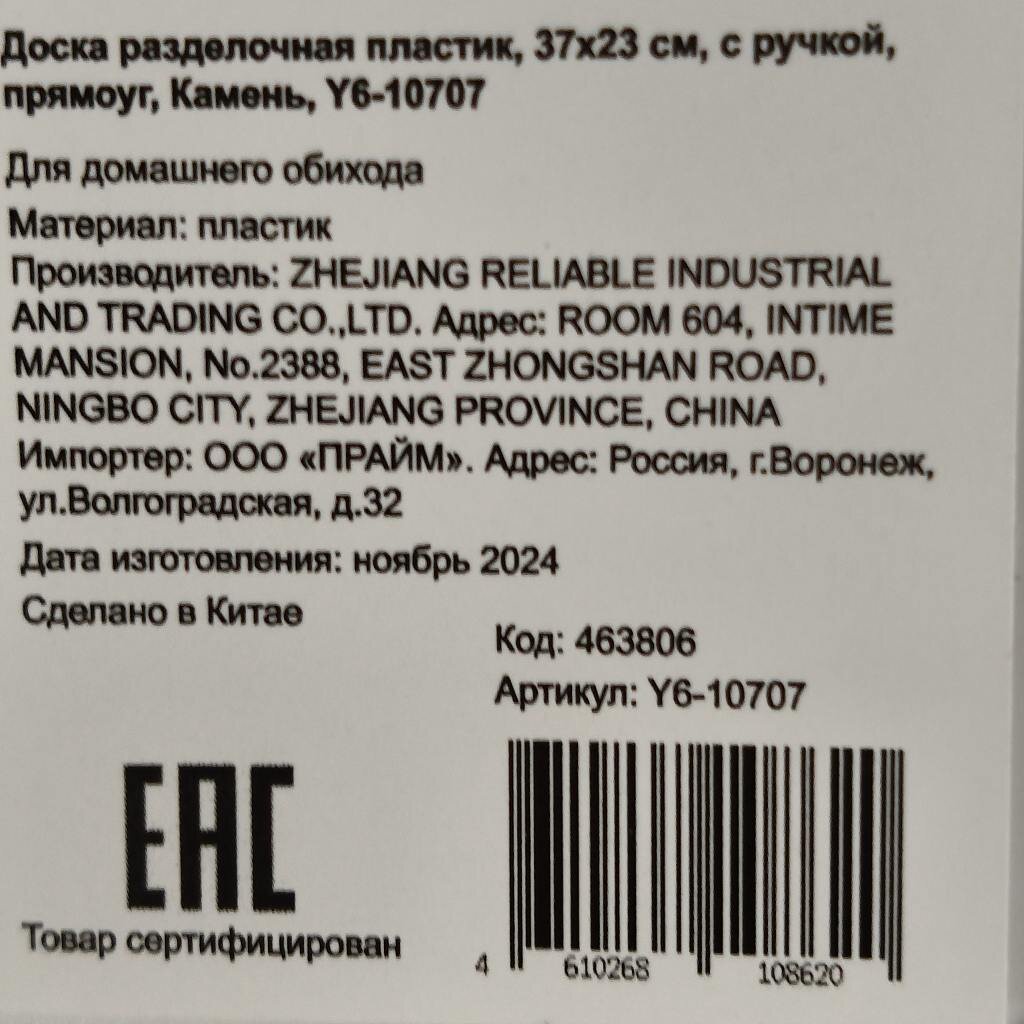 Доска разделочная пластик, 37х23 см, с ручкой,
прямоуг, Камень, Y6-10707
Для домашнего обихода
Материал: пластик
Производитель: ZHEJIANG RELIABLE INDUSTRIAL
AND TRADING CO.,LTD. Адрес: ROOM 604, INTIME
MANSION, No.2388, EAST ZHONGSHAN ROAD,
NINGBO CITY, ZHEJIANG PROVINCE, CHINA
Импортер: ООО «ПРАЙМ». Адрес: Россия, г.Воронеж,
ул.Волгоградская, д.32
Дата изготовления: ноябрь 2024
Сделано в Китае
Код: 463806
Артикул: Y6-10707
EAC
Товар сертифицирован
4 610268 108620